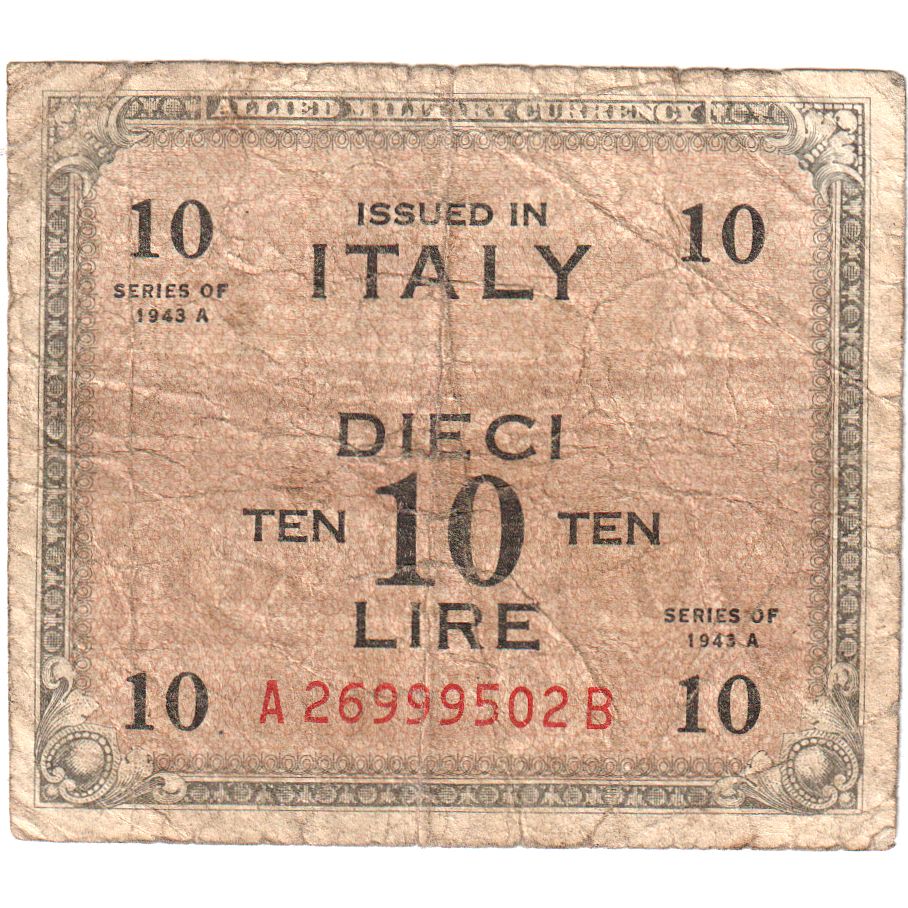 ALLIED MILITARY CURRENCY
10 ISSUED IN 10
ITALY
SERIES OF
1943 A
DIECI
TEN 10 TEN
LIRE
SERIES OF
1943 A
10 A26999502B 10